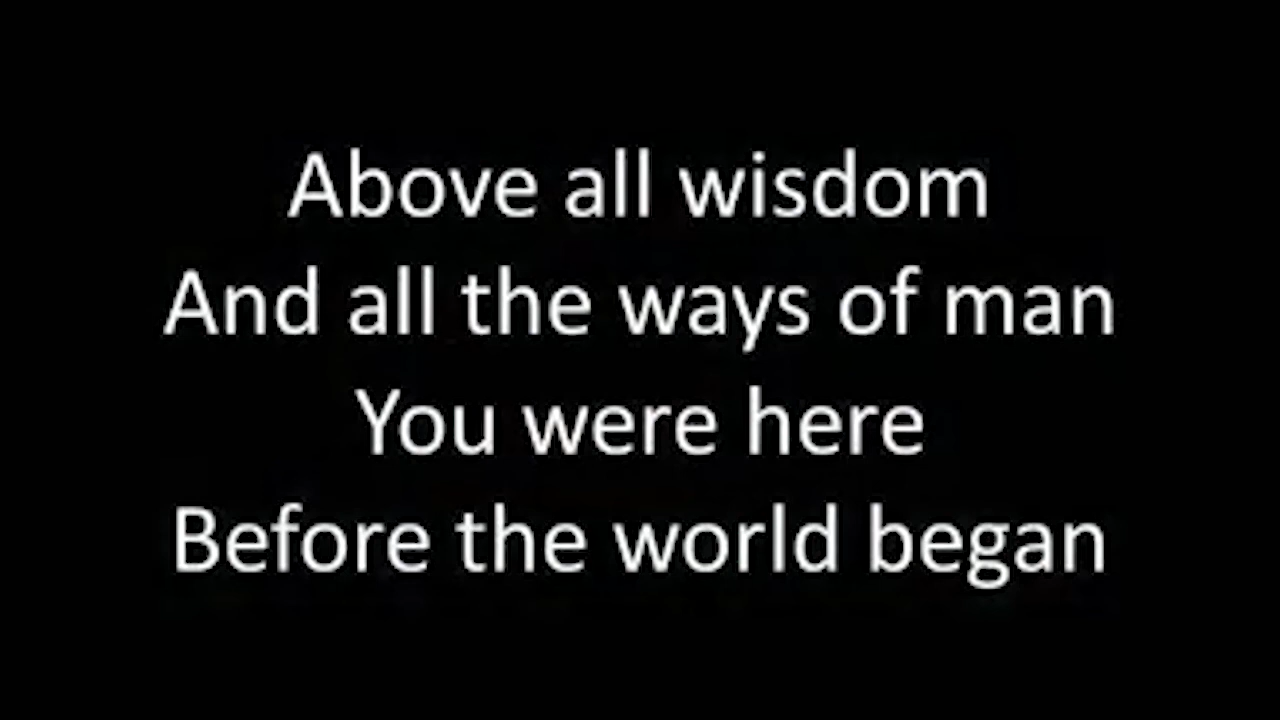 Above all wisdom
And all the ways of man
You were here
Before the world began